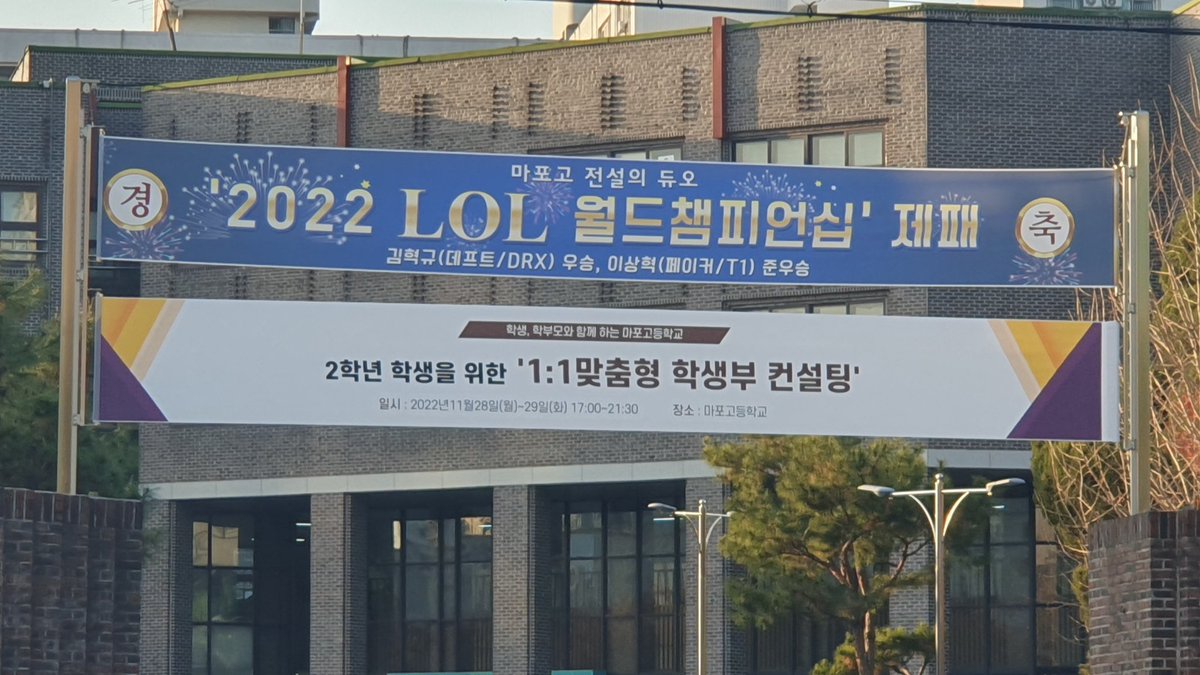 마포고 전설의 듀오
경 '2022 LOL 월드챔피언십' 제패 축
김혁규(데프트/DRX) 우승, 이상혁(페이커/T1) 준우승
학생, 학부모와 함께 하는 마포고등학교
2학년 학생을 위한 '1:1맞춤형 학생부 컨설팅'
일시 : 2022년11월28일(월)~29일(화) 17:00~21:30 장소 : 마포고등학교